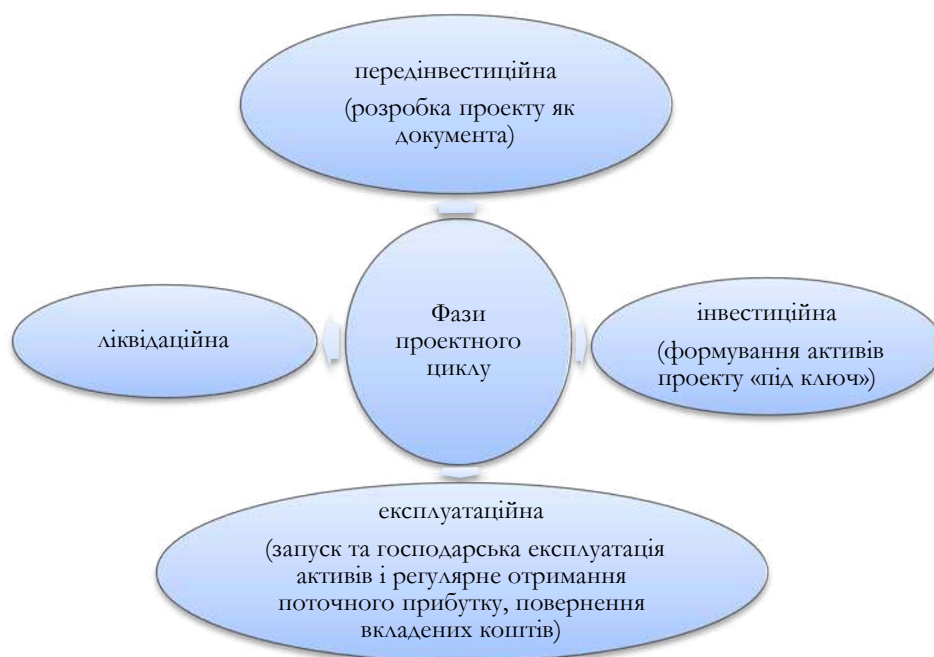 передінвестиційна
(розробка проекту як
документа)
Фази
проектного
циклу
ліквідаційна
інвестиційна
(формування активів
проекту «під ключ»)
експлуатаційна
(запуск та господарська експлуатація
активів і регулярне отримання
поточного прибутку, повернення
вкладених коштів)